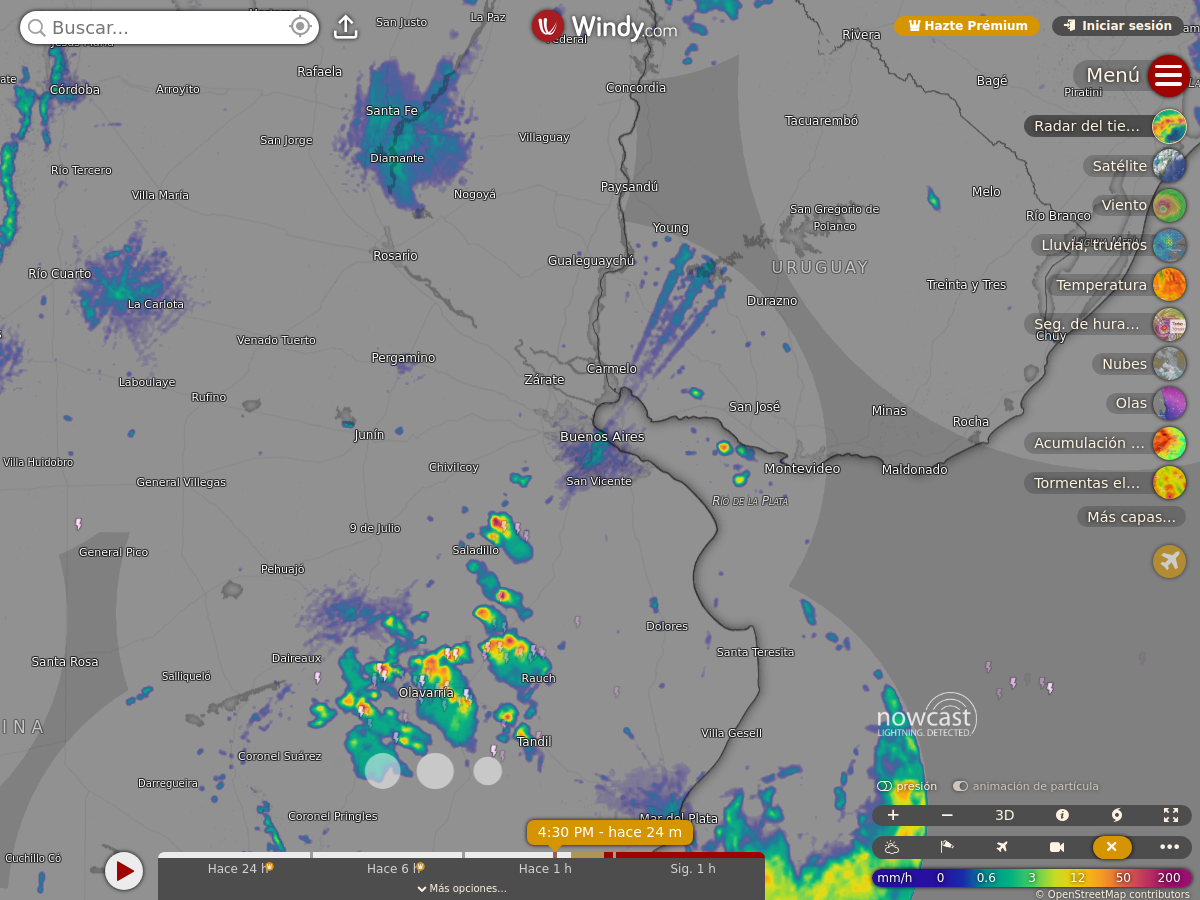 Buscar...
San Justo
La Paz
Windy.com
Federal
Rivera
Hazte Prémium
Iniciar sesión
Jesús María
Rafaela
Córdoba
Arroyito
Concordia
Bagé
Menú
Piratini
Santa Fe
Tacuarembó
Radar del tie...
San Jorge
Villaguay
Diamante
Satélite
Río Tercero
Villa María
Nogoyá
Paysandú
Melo
Viento
San Gregorio de
Polanco
Río Branco
Young
Lluvia, truenos
Rosario
Gualeguaychú
URUGUAY
Río Cuarto
La Carlota
Durazno
Treinta y Tres
Temperatura
Seg. de hura...
Chuy
Venado Tuerto
Pergamino
Nubes
Carmelo
Zárate
Laboulaye
Rufino
Olas
San José
Minas
Rocha
Junín
Buenos Aires
Acumulación ...
Villa Huidobro
Chivilcoy
Montevideo
Maldonado
General Villegas
San Vicente
Tormentas el...
Río de la Plata
Más capas...
9 de Julio
General Pico
Saladillo
Pehuajó
Dolores
Santa Rosa
Daireaux
Santa Teresita
Salliqueló
Rauch
Olavarría
nowcast
LIGHTNING. DETECTED.
INA
Coronel Suárez
Tandil
Villa Gesell
Darregueira
presión
animación de partícula
Coronel Pringles
Mar del Plata
3D
4:30 PM - hace 24 m
Cuchillo Có
Hace 24 h
Hace 6 h
Hace 1 h
Sig. 1 h
Más opciones...
mm/h 0 0.6 3 12 50 200
© OpenStreetMap contributors